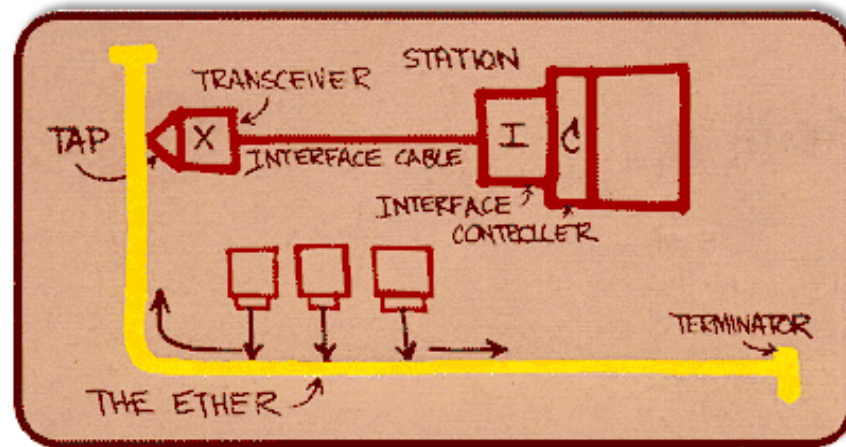 STATION
TRANSCEIVER
TAP
X
I
C
INTERFACE CABLE
INTERFACE
CONTROLLER
TERMINATOR
THE ETHER